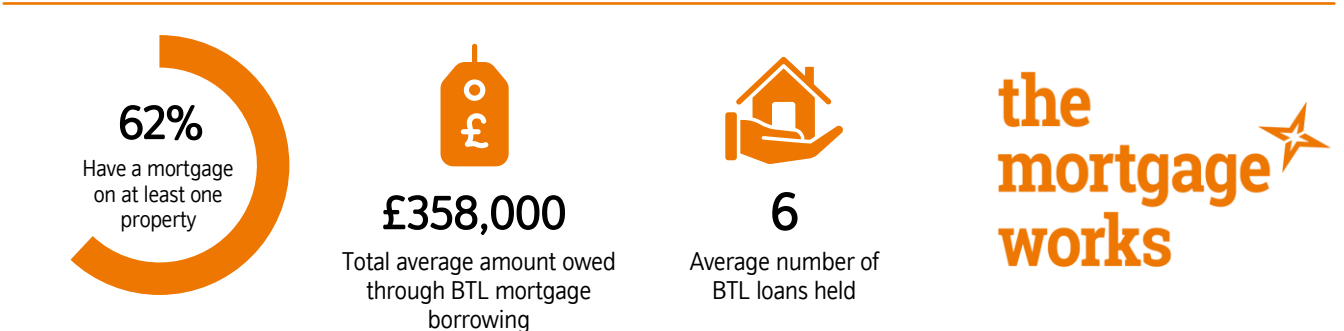 62%
Have a mortgage
on at least one
property
£
£358,000
Total average amount owed
through BTL mortgage
borrowing
6
Average number of
BTL loans held
the
mortgage
works